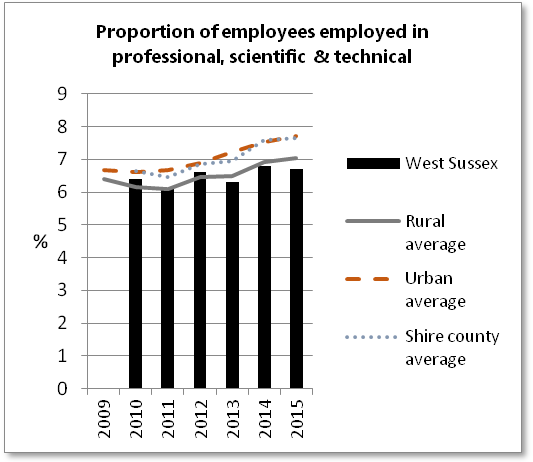 Proportion of employees employed in
professional, scientific & technical
9
8
7
6
5
4
3
2
1
0
%
2009
2010
2011
2012
2013
2014
2015
West Sussex
Rural
average
Urban
average
Shire county
average